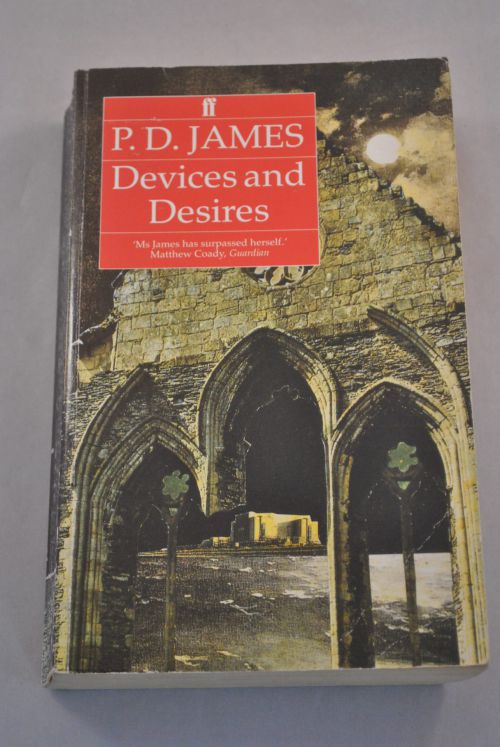 ff
P. D. JAMES
Devices and
Desires
'Ms James has surpassed herself.'
Matthew Coady, Guardian